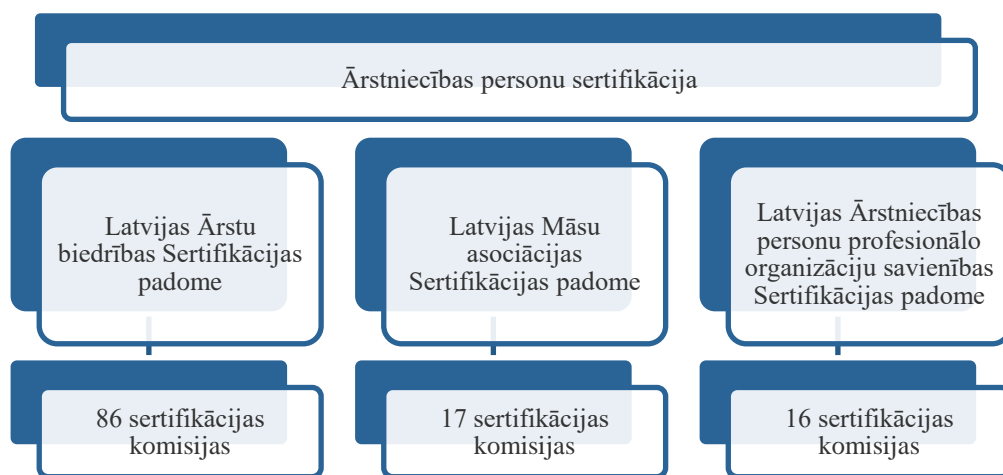 Ārstniecības personu sertifikācija
Latvijas Ārstu
biedrības Sertifikācijas
padome
Latvijas Māsu
asociācijas
Sertifikācijas padome
Latvijas Ārstniecības
personu profesionālo
organizāciju savienības
Sertifikācijas padome
86 sertifikācijas
komisijas
17 sertifikācijas
komisijas
16 sertifikācijas
komisijas